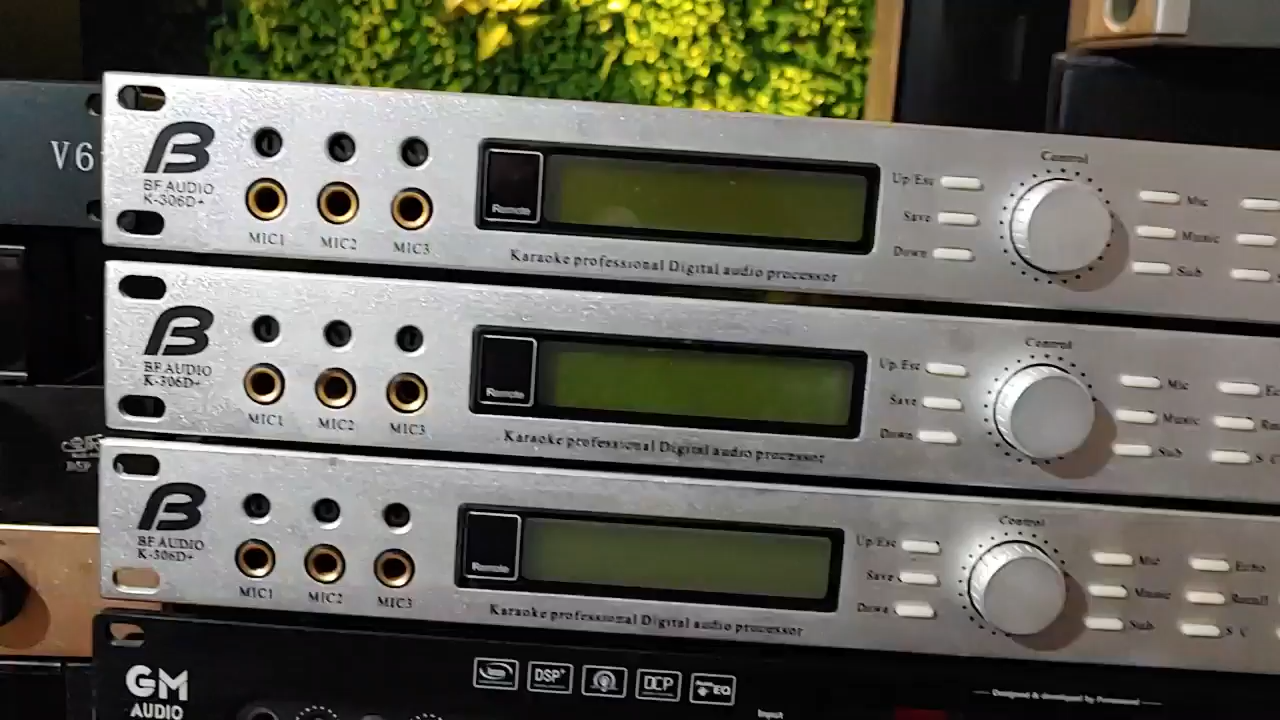 V6
BF AUDIO
K-306D+
MIC1 MIC2 MIC3
Remote
Karaoke professional Digital audio processor
Up/Esc
Save
Down
Control
Mic
Music
Sub
BF AUDIO
K-306D+
MIC1 MIC2 MIC3
Remote
Karaoke professional Digital audio processor
Up/Esc
Save
Down
Control
Mic
Music
Sub
BF AUDIO
K-306D+
MIC1 MIC2 MIC3
Remote
Karaoke professional Digital audio processor
Up/Esc
Save
Down
Control
Mic
Music
Sub
Echo
Recall
S C
DSP
GM
AUDIO
DSP+
DCP
EQ
Input